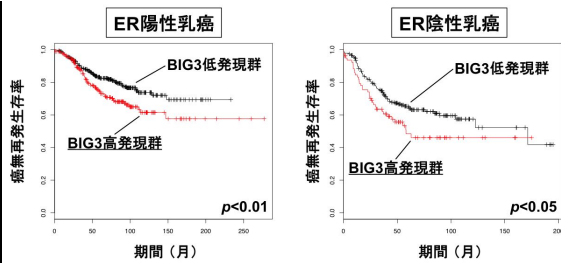 ER陽性乳癌
癌無再発生存率
1.0
0.8
0.6
0.4
0.2
0.0
BIG3低発現群
BIG3高発現群
p<0.01
0
50
100
150
200
250
期間（月）
ER陰性乳癌
癌無再発生存率
1.0
0.8
0.6
0.4
0.2
0.0
BIG3低発現群
BIG3高発現群
p<0.05
0
50
100
150
200
期間（月）